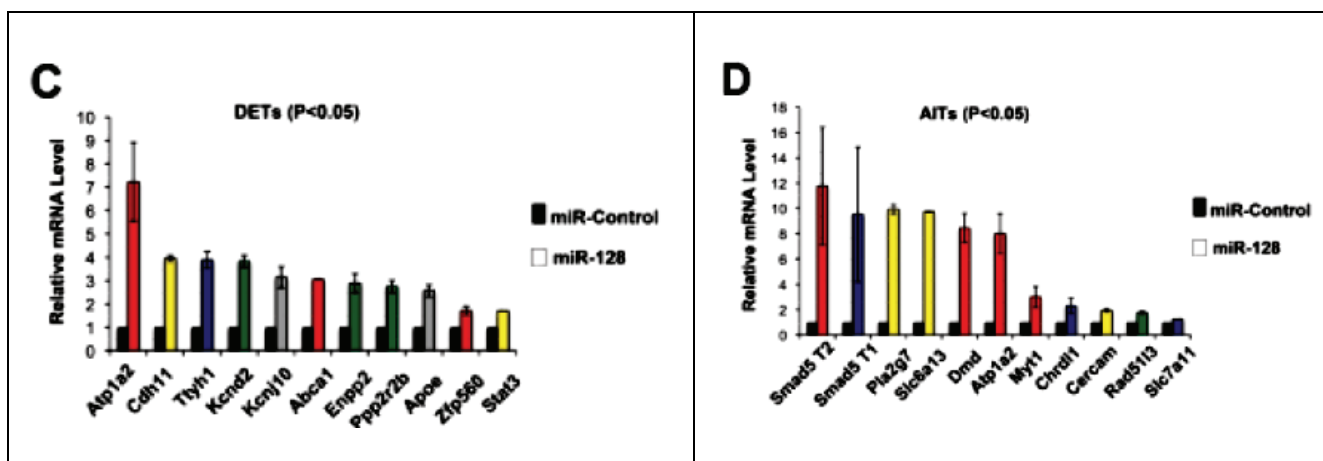 C
DETs (P<0.05)
Relative mRNA Level
10
9
8
7
6
5
4
3
2
1
0
Atp1a2
Cdh11
Ttyh1
Kcnd2
Kcnj10
Abca1
Enpp2
Ppp2r2b
Apoe
Zfp560
Stat3
miR-Control
miR-128
D
AITs (P<0.05)
Relative mRNA Level
18
16
14
12
10
8
6
4
2
0
Smad5 T2
Smad5 T1
Pla2g7
Slc6a13
Dmd
Atp1a2
Myt1
Chrdl1
Cercam
Rad51l3
Slc7a11
miR-Control
miR-128